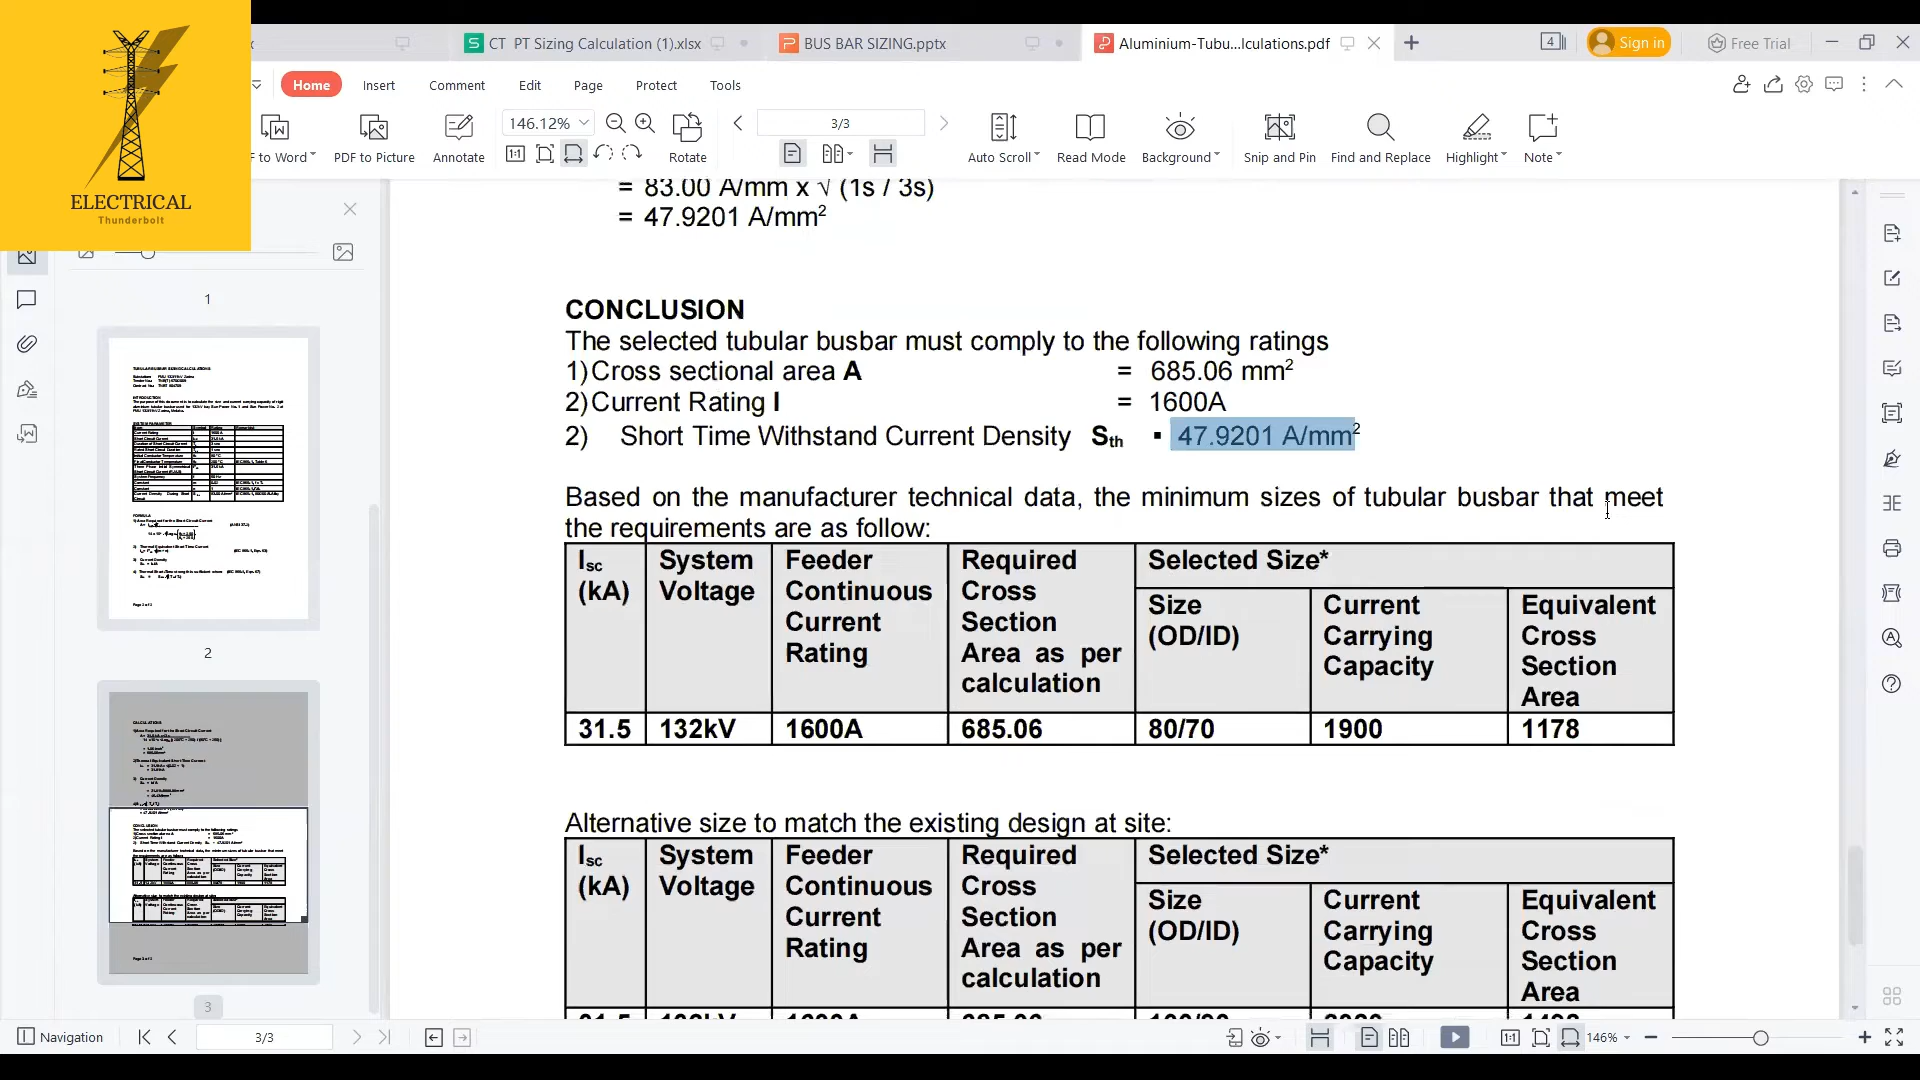 CT PT Sizing Calculation (1).xlsx
BUS BAR SIZING.pptx
Aluminium-Tubu...lculations.pdf
4
Sign in
Free Trial
ELECTRICAL
Thunderbolt
Home
Insert
Comment
Edit
Page
Protect
Tools
F to Word
PDF to Picture
Annotate
146.12%
1:1
Rotate
3/3
Auto Scroll
Read Mode
Background
Snip and Pin
Find and Replace
Highlight
Note
1
2
3
= 83.00 A/mm x √ (1s / 3s)
= 47.9201 A/mm²
CONCLUSION
The selected tubular busbar must comply to the following ratings
1)Cross sectional area A = 685.06 mm²
2)Current Rating I = 1600A
2) Short Time Withstand Current Density Sth ▪ 47.9201 A/mm²
Based on the manufacturer technical data, the minimum sizes of tubular busbar that meet
the requirements are as follow:
Isc (kA)
System Voltage
Feeder Continuous Current Rating
Required Cross Section Area as per calculation
Selected Size*
Size (OD/ID)
Current Carrying Capacity
Equivalent Cross Section Area
31.5 132kV 1600A 685.06 80/70 1900 1178
Alternative size to match the existing design at site:
Isc (kA)
System Voltage
Feeder Continuous Current Rating
Required Cross Section Area as per calculation
Selected Size*
Size (OD/ID)
Current Carrying Capacity
Equivalent Cross Section Area
Navigation
3/3
1:1
146%